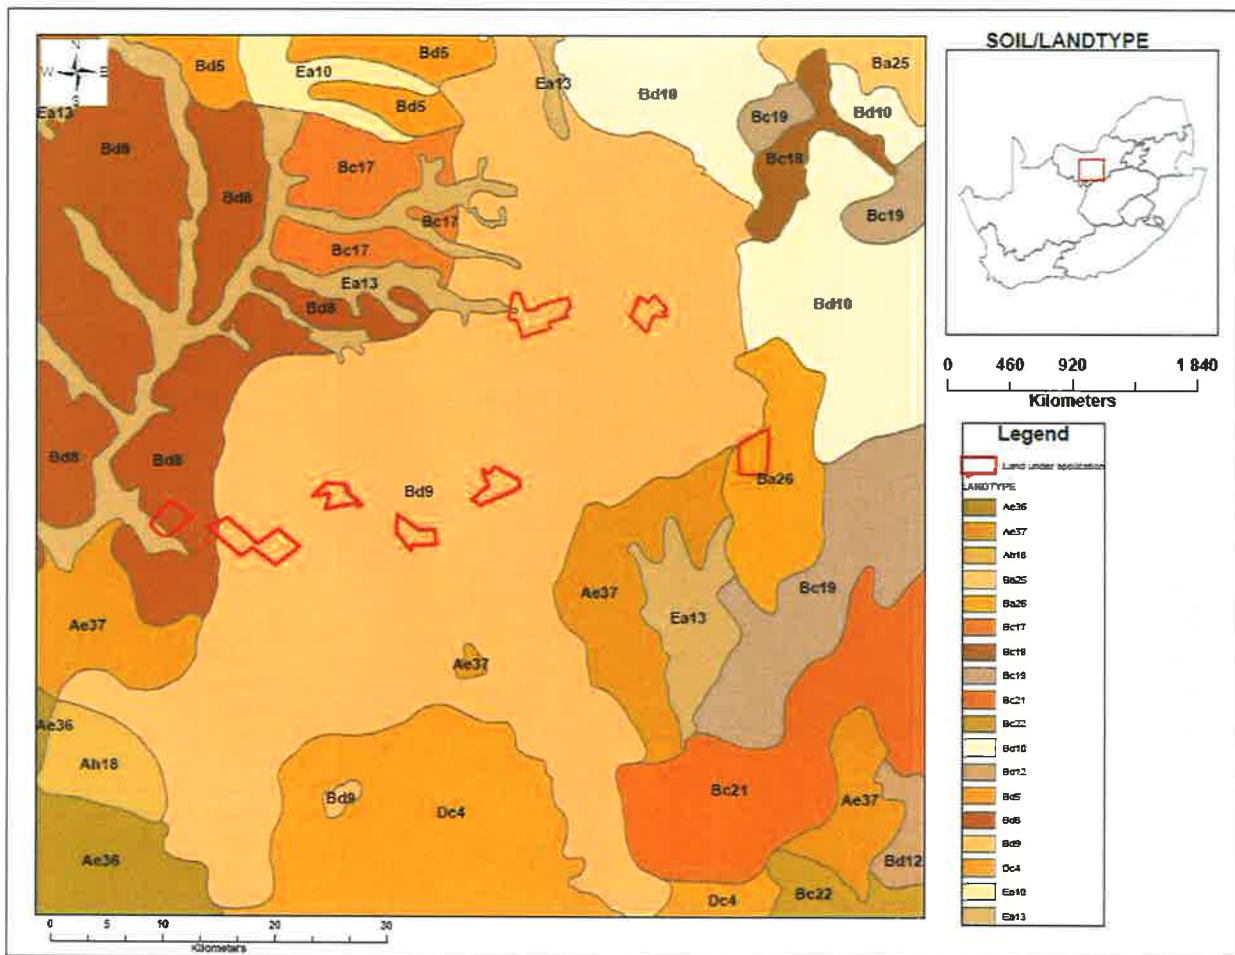 SOIL/LANDTYPE
N
W E
S
Bd5
Bd5
Ea10
Bd5
Ea13
Bd10
Ba25
Ea13
Bd8
Bc19
Bd10
Bc17
Bc18
Bd8
Bc17
Bc19
Bc17
Ea13
Bd8
Bd10
Bd8
Bd8
Bd9
Ba26
Ae37
Bc19
Ea13
Ae37
Ae37
Ae36
Ah18
Bc21
Bd9
Dc4
Ae37
Ae36
Bd12
Dc4
Bc22
0 5 10 20 30
Kilometers
0 460 920 1 840
Kilometers
Legend
Land under application
LANDTYPE
Ae36
Ae37
Ah18
Ba25
Ba26
Bc17
Bc18
Bc19
Bc21
Bc22
Bd10
Bd12
Bd5
Bd8
Bd9
Dc4
Ea10
Ea13